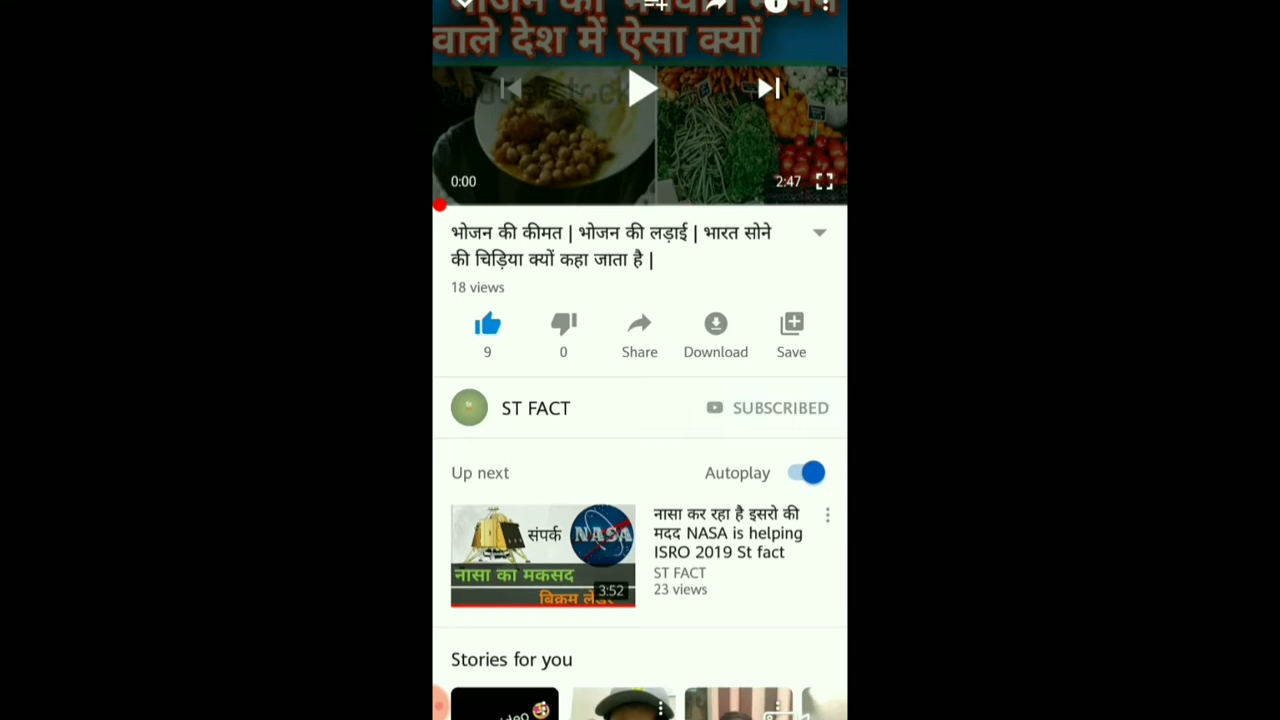 वाले देश में ऐसा क्यों
0:00
2:47
भोजन की कीमत | भोजन की लड़ाई | भारत सोने
की चिड़िया क्यों कहा जाता है |
18 views
9
0
Share
Download
Save
ST FACT
SUBSCRIBED
Up next
Autoplay
संपर्क
NASA
नासा का मकसद
3:52
नासा कर रहा है इसरो की
मदद NASA is helping
ISRO 2019 St fact
ST FACT
23 views
Stories for you